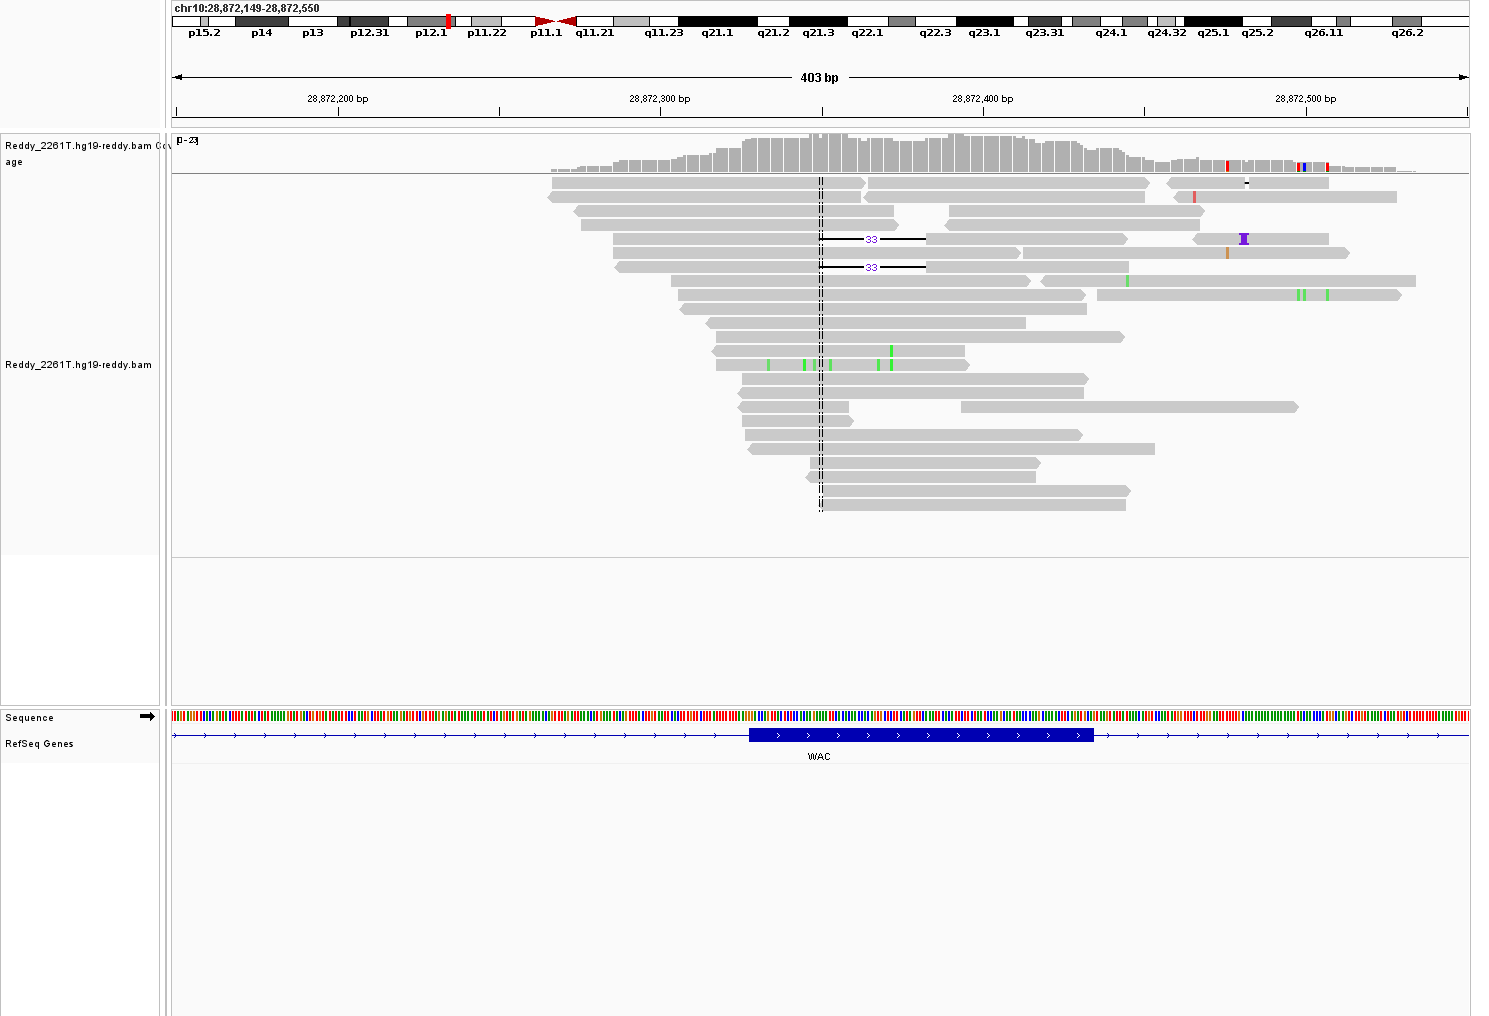 chr10:28,872,149-28,872,550
p15.2 p14 p13 p12.31 p12.1 p11.22 p11.1 q11.21 q11.23 q21.1 q21.2 q21.3 q22.1 q22.3 q23.1 q23.31 q24.1 q24.32 q25.1 q25.2 q26.11 q26.2
403 bp
28,872,200 bp 28,872,300 bp 28,872,400 bp 28,872,500 bp
Reddy_2261T.hg19-reddy.bam Cov
age
[0 - 23]
33
33
Reddy_2261T.hg19-reddy.bam
Sequence
RefSeq Genes
WAC